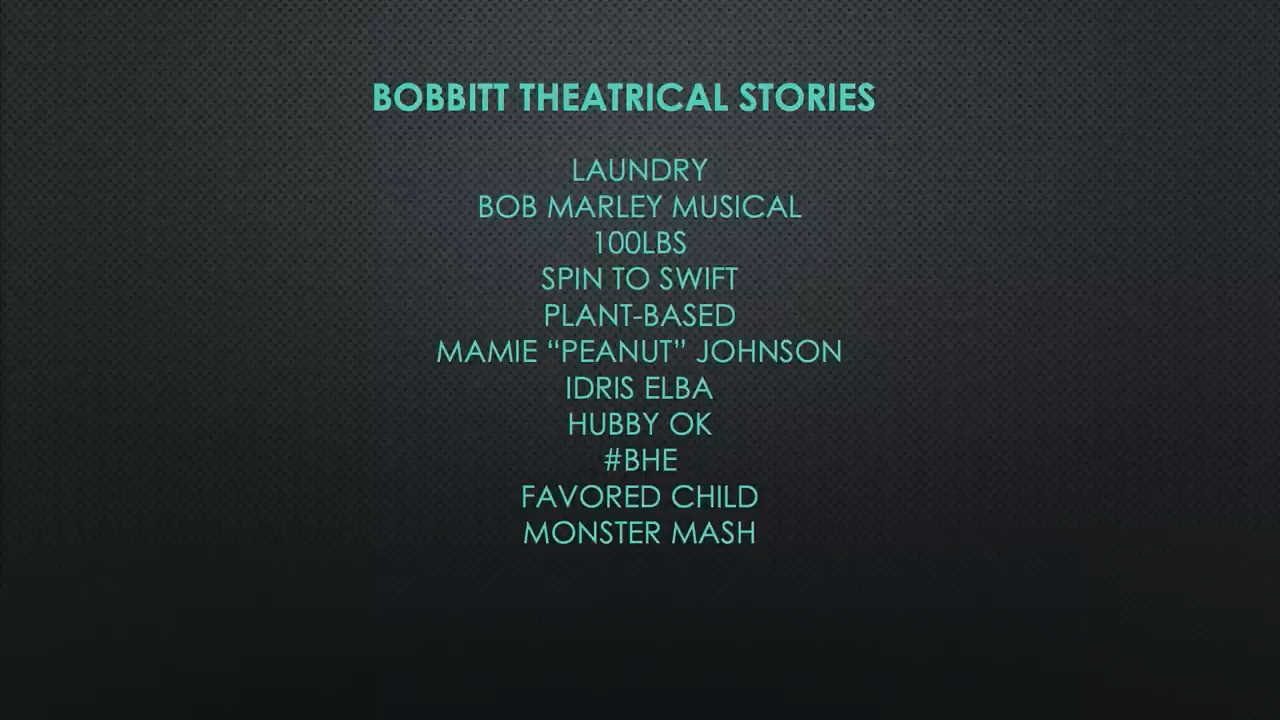 BOBBITT THEATRICAL STORIES
LAUNDRY
BOB MARLEY MUSICAL
100LBS
SPIN TO SWIFT
PLANT-BASED
MAMIE “PEANUT” JOHNSON
IDRIS ELBA
HUBBY OK
#BHE
FAVORED CHILD
MONSTER MASH